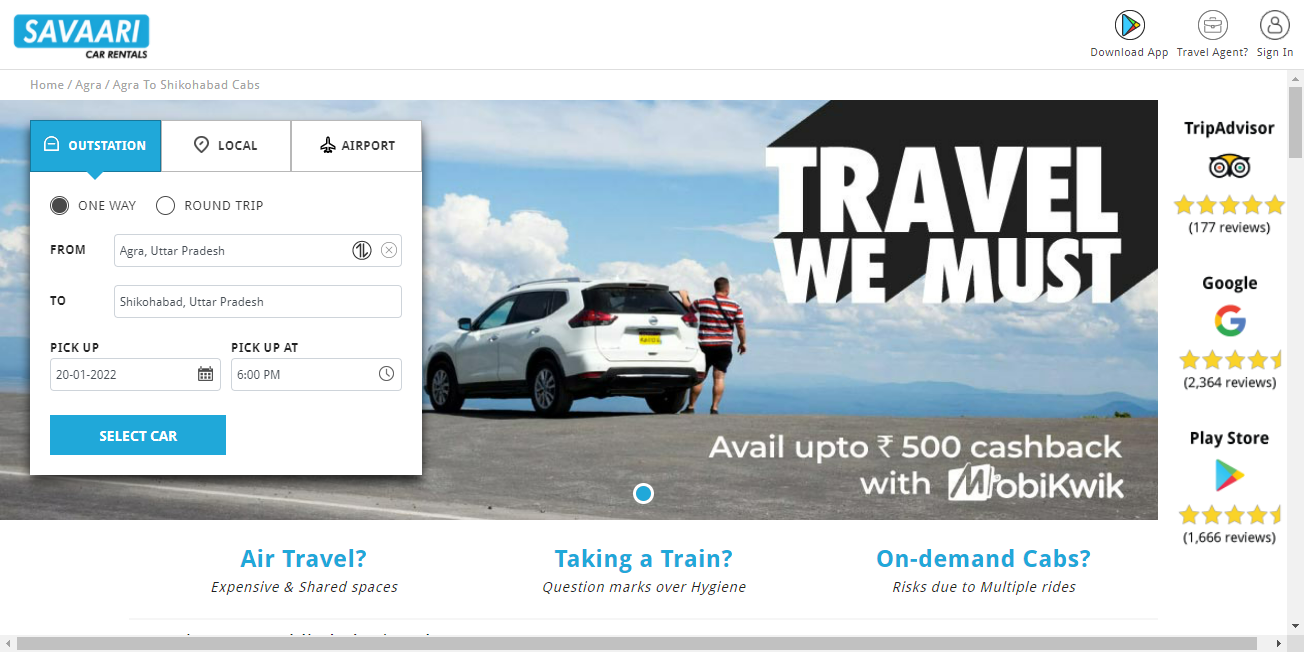 SAVAARI
CAR RENTALS
Download App
Travel Agent?
Sign In
Home / Agra / Agra To Shikohabad Cabs
OUTSTATION
LOCAL
AIRPORT
ONE WAY
ROUND TRIP
FROM
Agra, Uttar Pradesh
TO
Shikohabad, Uttar Pradesh
PICK UP
PICK UP AT
20-01-2022
6:00 PM
SELECT CAR
TRAVEL
WE MUST
Avail upto ₹ 500 cashback
with MobiKwik
TripAdvisor
(177 reviews)
Google
(2,364 reviews)
Play Store
(1,666 reviews)
Air Travel?
Expensive & Shared spaces
Taking a Train?
Question marks over Hygiene
On-demand Cabs?
Risks due to Multiple rides